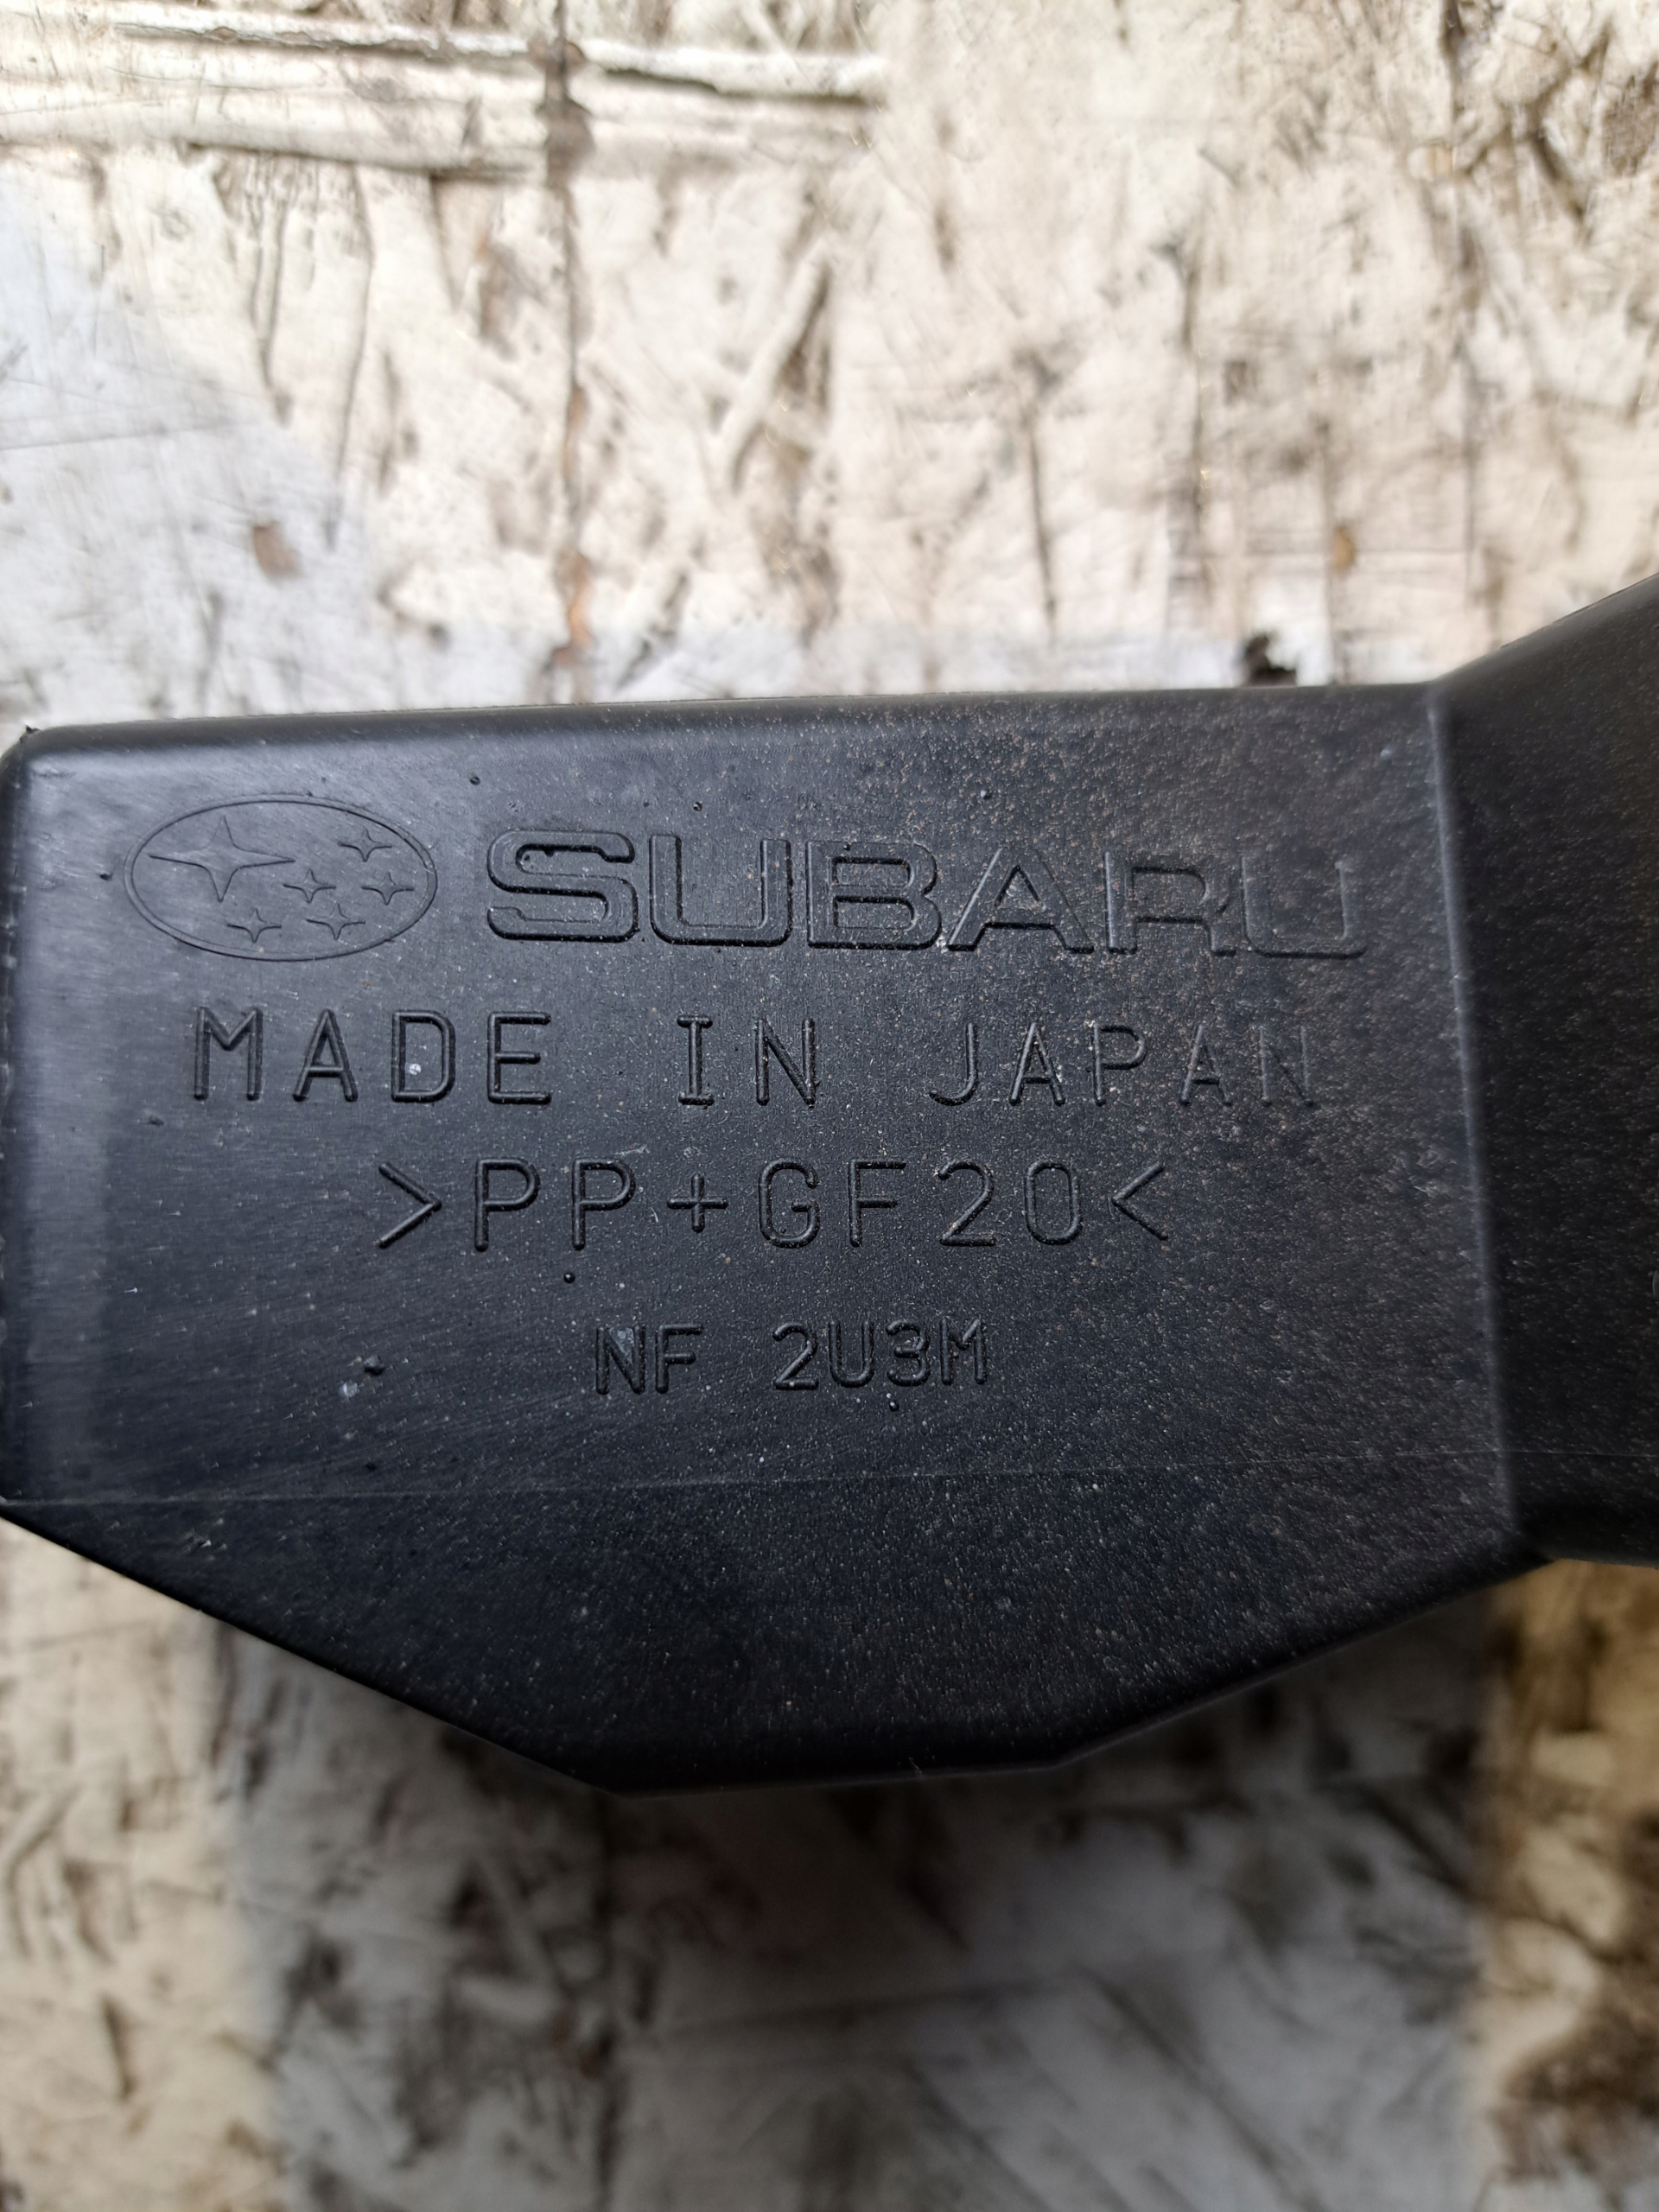 SUBARU
MADE IN JAPAN
>PP+GF20<
NF 2U3M